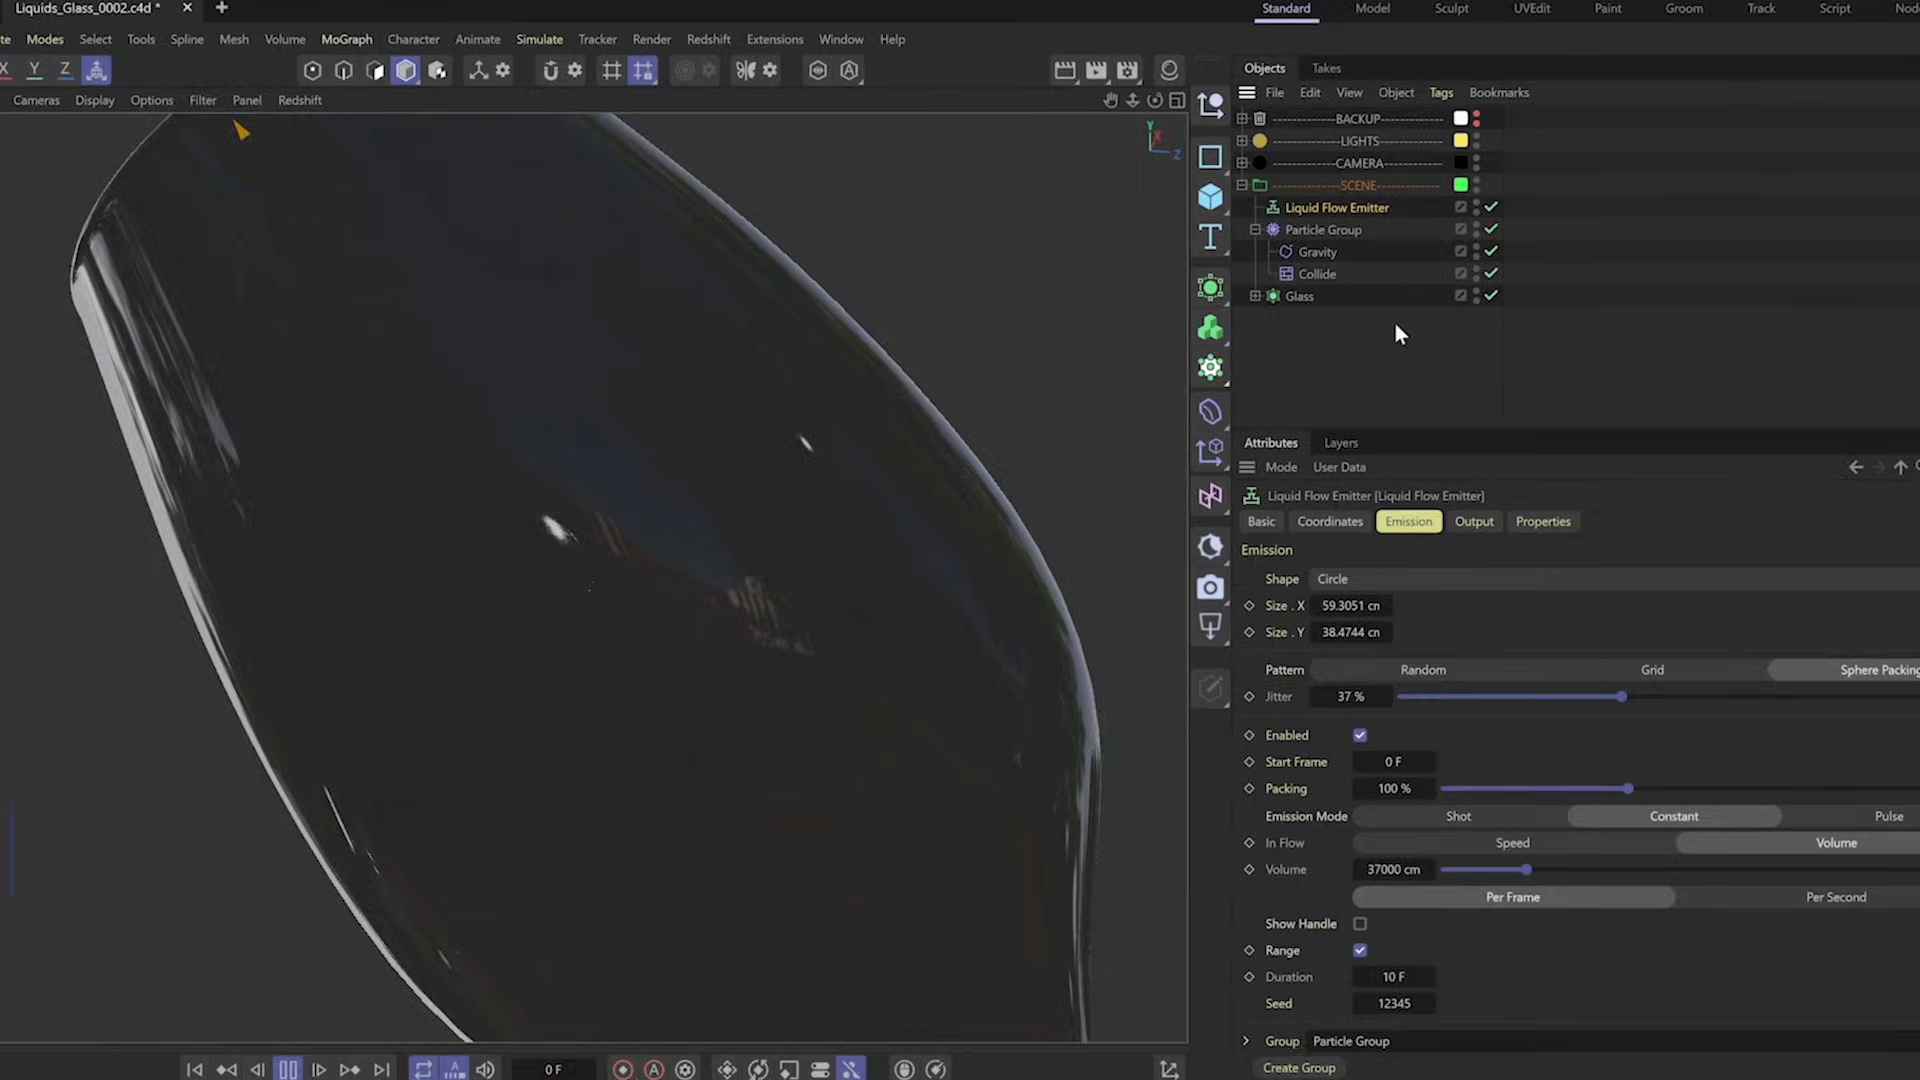 Liquids_Glass_0002.c4d *
Standard Model Sculpt UVEdit Paint Groom Track Script
Modes Select Tools Spline Mesh Volume MoGraph Character Animate Simulate Tracker Render Redshift Extensions Window Help
X Y Z
Objects Takes
Cameras Display Options Filter Panel Redshift
File Edit View Object Tags Bookmarks
BACKUP
LIGHTS
CAMERA
SCENE
Liquid Flow Emitter
Particle Group
Gravity
Collide
Glass
Y X Z
Attributes Layers
Mode User Data
Liquid Flow Emitter [Liquid Flow Emitter]
Basic Coordinates Emission Output Properties
Emission
Shape Circle
Size . X 59.3051 cn
Size . Y 38.4744 cn
Pattern Random Grid Sphere Packing
Jitter 37 %
Enabled
Start Frame 0 F
Packing 100 %
Emission Mode Shot Constant Pulse
In Flow Speed Volume
Volume 37000 cm
Per Frame Per Second
Show Handle
Range
Duration 10 F
Seed 12345
Group Particle Group
Create Group
0 F